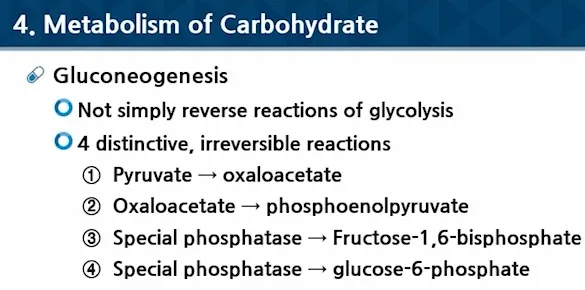 4. Metabolism of Carbohydrate
Gluconeogenesis
Not simply reverse reactions of glycolysis
4 distinctive, irreversible reactions
① Pyruvate → oxaloacetate
② Oxaloacetate → phosphoenolpyruvate
③ Special phosphatase → Fructose-1,6-bisphosphate
④ Special phosphatase → glucose-6-phosphate